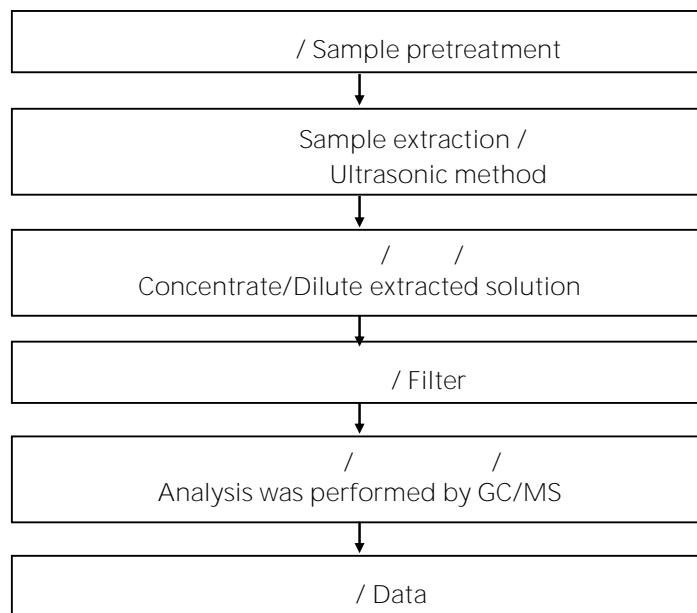 / Sample pretreatment
Sample extraction /
Ultrasonic method
/ /
Concentrate/Dilute extracted solution
/ Filter
/ /
Analysis was performed by GC/MS
/ Data